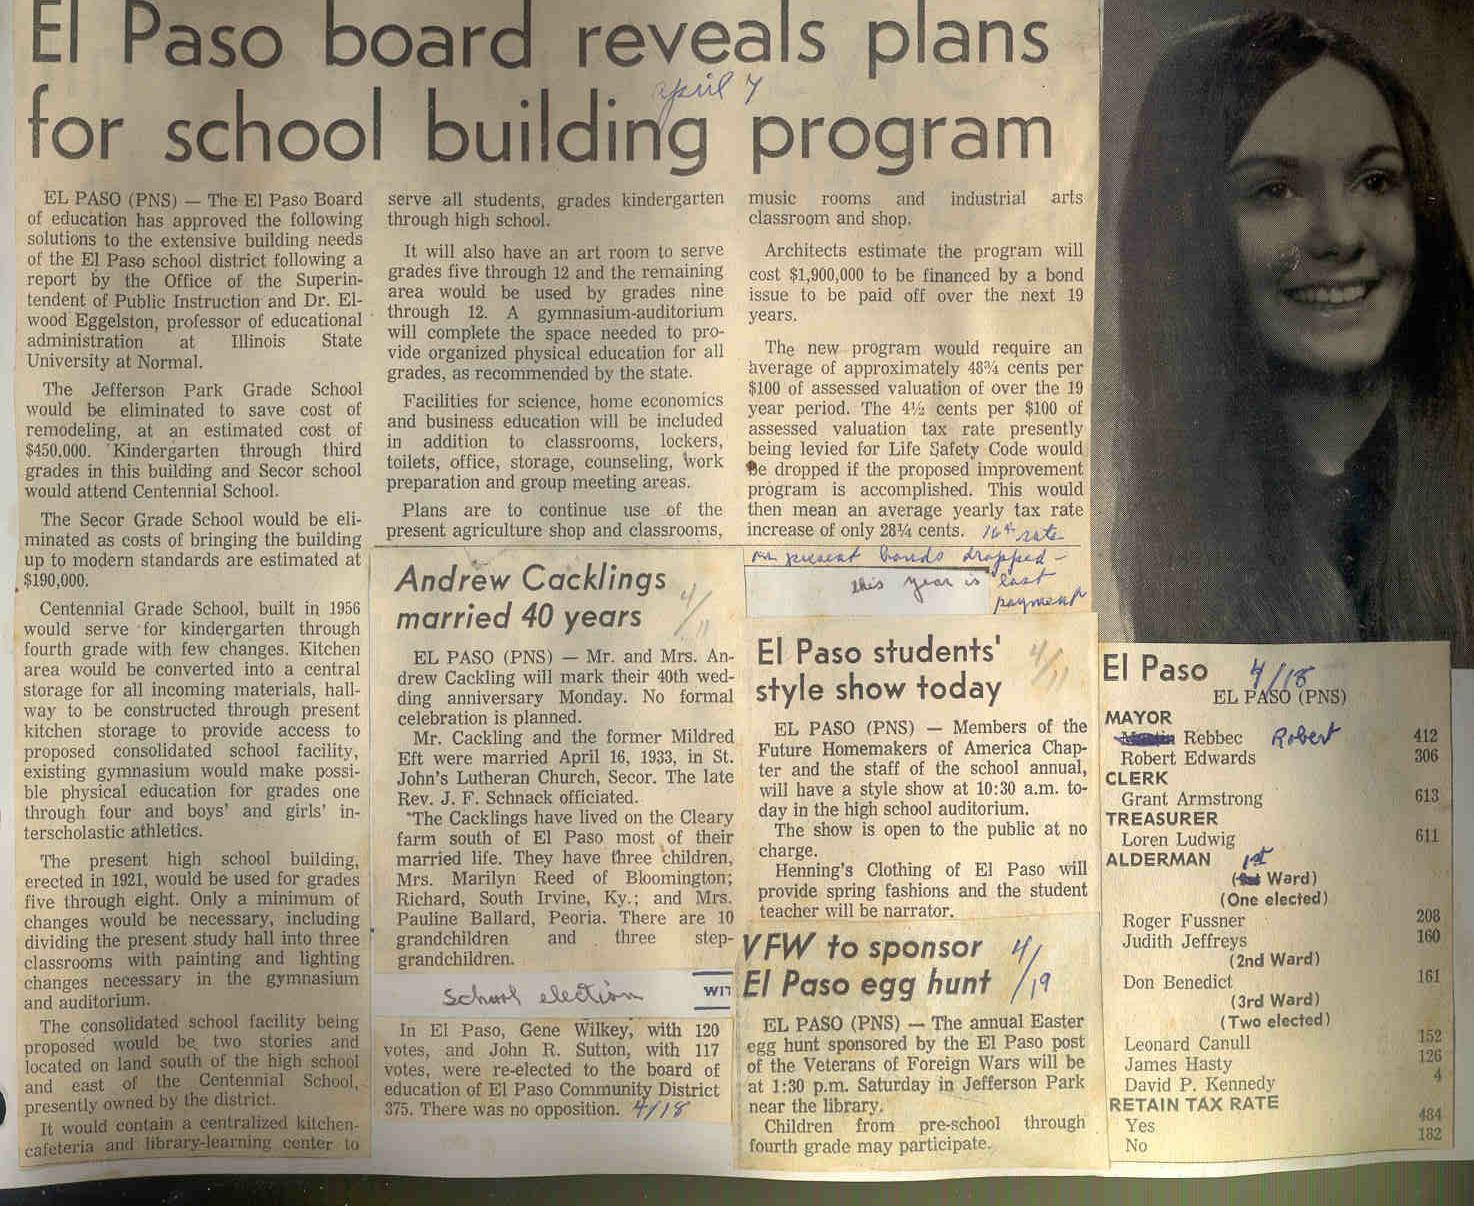 El Paso board reveals plans
for school building program
april 7
EL PASO (PNS) — The El Paso Board
of education has approved the following
solutions to the extensive building needs
of the El Paso school district following a
report by the Office of the Superin-
tendent of Public Instruction and Dr. El-
wood Eggelston, professor of educational
administration at Illinois State
University at Normal.
The Jefferson Park Grade School
would be eliminated to save cost of
remodeling, at an estimated cost of
$450,000. Kindergarten through third
grades in this building and Secor school
would attend Centennial School.
The Secor Grade School would be eli-
minated as costs of bringing the building
up to modern standards are estimated at
$190,000.
Centennial Grade School, built in 1956
would serve for kindergarten through
fourth grade with few changes. Kitchen
area would be converted into a central
storage for all incoming materials, hall-
way to be constructed through present
kitchen storage to provide access to
proposed consolidated school facility,
existing gymnasium would make possi-
ble physical education for grades one
through four and boys' and girls' in-
terscholastic athletics.
The present high school building,
erected in 1921, would be used for grades
five through eight. Only a minimum of
changes would be necessary, including
dividing the present study hall into three
classrooms with painting and lighting
changes necessary in the gymnasium
and auditorium.
The consolidated school facility being
proposed would be two stories and
located on land south of the high school
and east of the Centennial School,
presently owned by the district.
It would contain a centralized kitchen-
cafeteria and library-learning center to
serve all students, grades kindergarten
through high school.
It will also have an art room to serve
grades five through 12 and the remaining
area would be used by grades nine
through 12. A gymnasium-auditorium
will complete the space needed to pro-
vide organized physical education for all
grades, as recommended by the state.
Facilities for science, home economics
and business education will be included
in addition to classrooms, lockers,
toilets, office, storage, counseling, work
preparation and group meeting areas.
Plans are to continue use of the
present agriculture shop and classrooms,
music rooms and industrial arts
classroom and shop.
Architects estimate the program will
cost $1,900,000 to be financed by a bond
issue to be paid off over the next 19
years.
The new program would require an
average of approximately 48¾ cents per
$100 of assessed valuation of over the 19
year period. The 4½ cents per $100 of
assessed valuation tax rate presently
being levied for Life Safety Code would
be dropped if the proposed improvement
program is accomplished. This would
then mean an average yearly tax rate
increase of only 28¼ cents. 16¢ rate
on present bonds dropped –
this year is last
payment
Andrew Cacklings
married 40 years
4/11
EL PASO (PNS) — Mr. and Mrs. An-
drew Cackling will mark their 40th wed-
ding anniversary Monday. No formal
celebration is planned.
Mr. Cackling and the former Mildred
Eft were married April 16, 1933, in St.
John's Lutheran Church, Secor. The late
Rev. J. F. Schnack officiated.
The Cacklings have lived on the Cleary
farm south of El Paso most of their
married life. They have three children,
Mrs. Marilyn Reed of Bloomington;
Richard, South Irvine, Ky.; and Mrs.
Pauline Ballard, Peoria. There are 10
grandchildren and three step-
grandchildren.
School election
WIT
In El Paso, Gene Wilkey, with 120
votes, and John R. Sutton, with 117
votes, were re-elected to the board of
education of El Paso Community District
375. There was no opposition. 4/18
El Paso students'
style show today
4/11
EL PASO (PNS) — Members of the
Future Homemakers of America Chap-
ter and the staff of the school annual,
will have a style show at 10:30 a.m. to-
day in the high school auditorium.
The show is open to the public at no
charge.
Henning's Clothing of El Paso will
provide spring fashions and the student
teacher will be narrator.
VFW to sponsor
El Paso egg hunt
4/19
EL PASO (PNS) — The annual Easter
egg hunt sponsored by the El Paso post
of the Veterans of Foreign Wars will be
at 1:30 p.m. Saturday in Jefferson Park
near the library.
Children from pre-school through
fourth grade may participate.
El Paso 4/18
EL PASO (PNS)
MAYOR
Rebbec Robert 412
Robert Edwards 306
CLERK
Grant Armstrong 613
TREASURER
Loren Ludwig 611
ALDERMAN 1st
( Ward)
(One elected)
Roger Fussner 208
Judith Jeffreys 160
(2nd Ward)
Don Benedict 161
(3rd Ward)
(Two elected)
Leonard Canull 152
James Hasty 126
David P. Kennedy 4
RETAIN TAX RATE
Yes 484
No 182